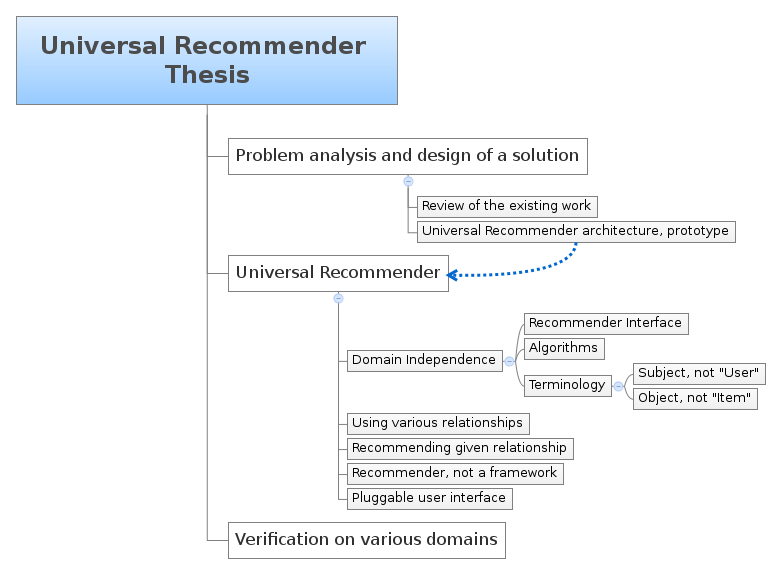 Universal Recommender
Thesis
Problem analysis and design of a solution
Review of the existing work
Universal Recommender architecture, prototype
Universal Recommender
Domain Independence
Recommender Interface
Algorithms
Terminology
Subject, not "User"
Object, not "Item"
Using various relationships
Recommending given relationship
Recommender, not a framework
Pluggable user interface
Verification on various domains